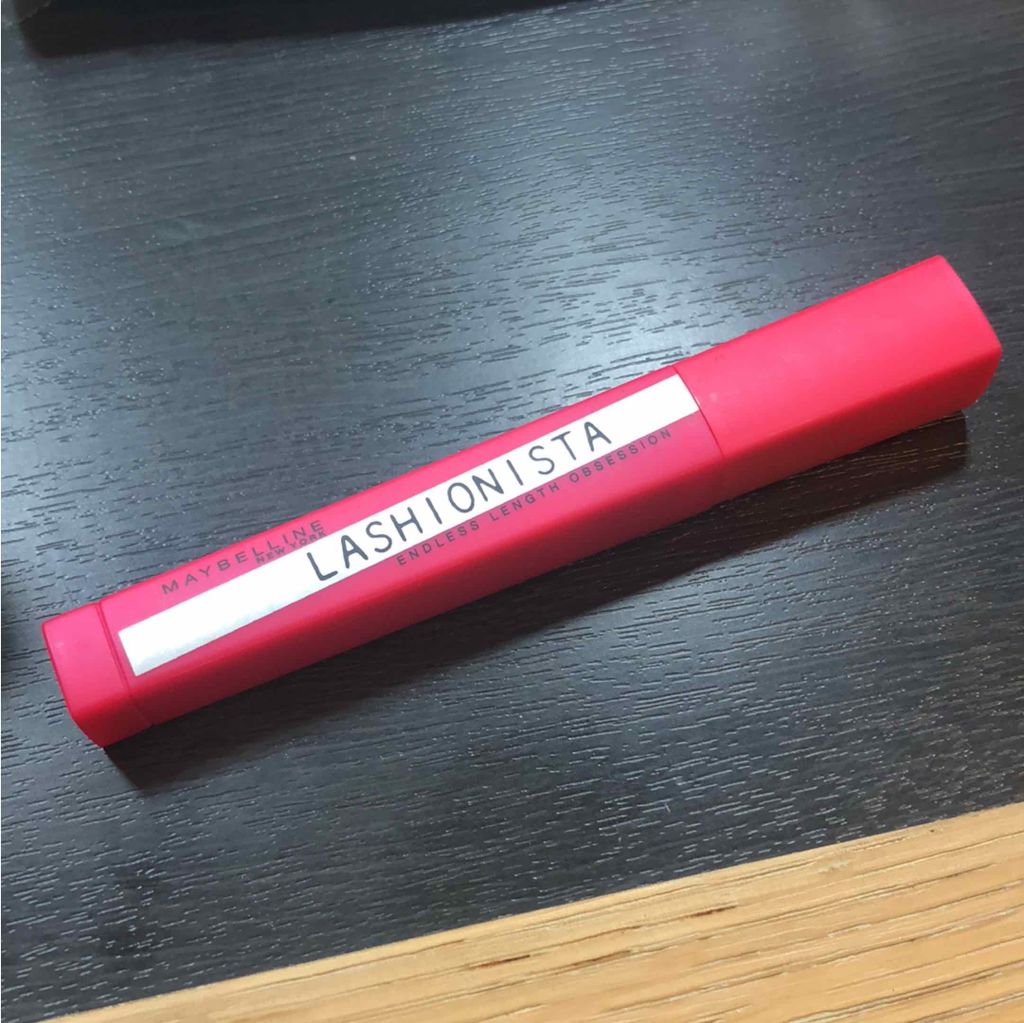 MAYBELLINE
NEW YORK
LASHIONISTA
ENDLESS LENGTH OBSESSION